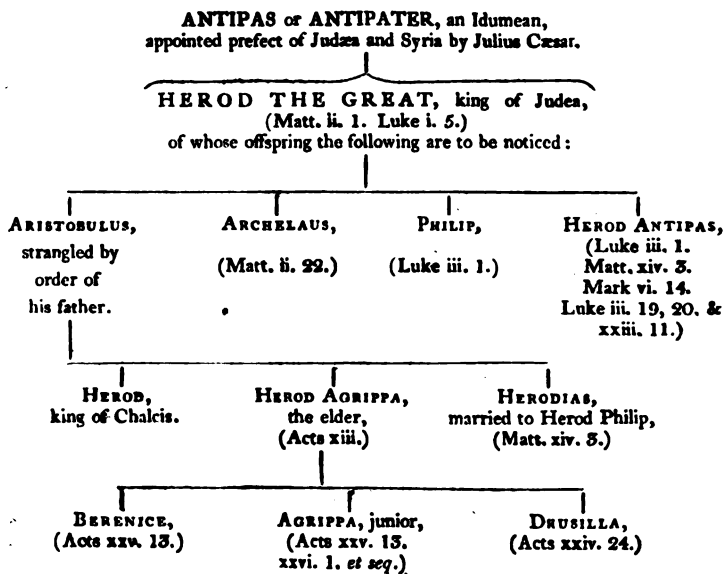 ANTIPAS or ANTIPATER, an Idumean,
appointed prefect of Judæa and Syria by Julius Cæsar.
HEROD THE GREAT, king of Judea,
(Matt. ii. 1. Luke i. 5.)
of whose offspring the following are to be noticed:
ARISTOBULUS,
strangled by
order of
his father.
ARCHELAUS,
(Matt. ii. 22.)
PHILIP,
(Luke iii. 1.)
HEROD ANTIPAS,
(Luke iii. 1.
Matt. xiv. 3.
Mark vi. 14.
Luke iii. 19, 20. &
xxiii. 11.)
HEROD,
king of Chalcis.
HEROD AGRIPPA,
the elder,
(Acts xiii.)
HERODIAS,
married to Herod Philip,
(Matt. xiv. 3.)
BERENICE,
(Acts xxv. 13.)
AGRIPPA, junior,
(Acts xxv. 13.
xxvi. 1. et seq.)
DRUSILLA,
(Acts xxiv. 24.)